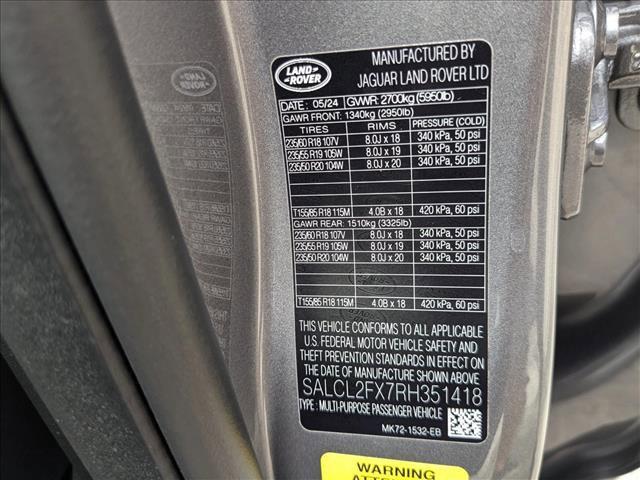 LAND ROVER
MANUFACTURED BY
JAGUAR LAND ROVER LTD
DATE: 05/24 GVWR: 2700kg (5950lb)
GAWR FRONT: 1340kg (2950lb)
TIRES RIMS PRESSURE (COLD)
235/60 R18 107V 8.0J x 18 340 kPa, 50 psi
235/55 R19 105W 8.0J x 19 340 kPa, 50 psi
235/50 R20 104W 8.0J x 20 340 kPa, 50 psi
T155/85 R18 115M 4.0B x 18 420 kPa, 60 psi
GAWR REAR: 1510kg (3325lb)
235/60 R18 107V 8.0J x 18 340 kPa, 50 psi
235/55 R19 105W 8.0J x 19 340 kPa, 50 psi
235/50 R20 104W 8.0J x 20 340 kPa, 50 psi
T155/85 R18 115M 4.0B x 18 420 kPa, 60 psi
THIS VEHICLE CONFORMS TO ALL APPLICABLE
U.S. FEDERAL MOTOR VEHICLE SAFETY AND
THEFT PREVENTION STANDARDS IN EFFECT ON
THE DATE OF MANUFACTURE SHOWN ABOVE.
SALCL2FX7RH351418
TYPE : MULTI-PURPOSE PASSENGER VEHICLE
MK72-1532-EB
WARNING